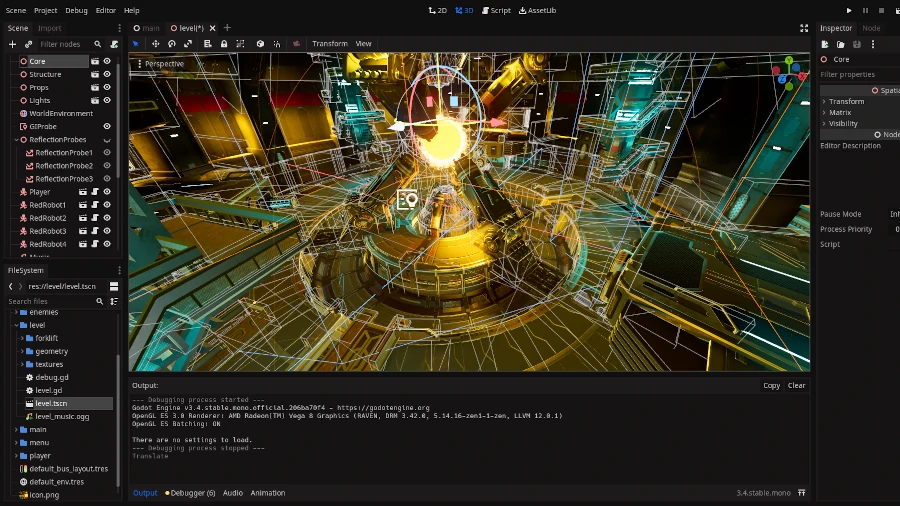 Scene Project Debug Editor Help
2D 3D Script AssetLib
Scene Import
main level(*)
Inspector Node
Filter nodes
Transform View
Core
Structure
Props
Lights
WorldEnvironment
GIProbe
ReflectionProbes
ReflectionProbe1
ReflectionProbe2
ReflectionProbe3
Player
RedRobot1
RedRobot2
RedRobot3
RedRobot4
Perspective
Core
Filter properties
Transform
Matrix
Visibility
Editor Description
Pause Mode
Process Priority 0
Script
FileSystem
res://level/level.tscn
Search files
enemies
level
forklift
geometry
textures
debug.gd
level.gd
level.tscn
level_music.ogg
main
menu
player
default_bus_layout.tres
default_env.tres
icon.png
Output:
Copy Clear
--- Debugging process started ---
Godot Engine v3.4.stable.mono.official.206ba70f4 - https://godotengine.org
OpenGL ES 3.0 Renderer: AMD Radeon(TM) Vega 8 Graphics (RAVEN, DRM 3.42.0, 5.14.16-zen1-1-zen, LLVM 12.0.1)
OpenGL ES Batching: ON
There are no settings to load.
--- Debugging process stopped ---
Translate
Output Debugger (6) Audio Animation
3.4.stable.mono